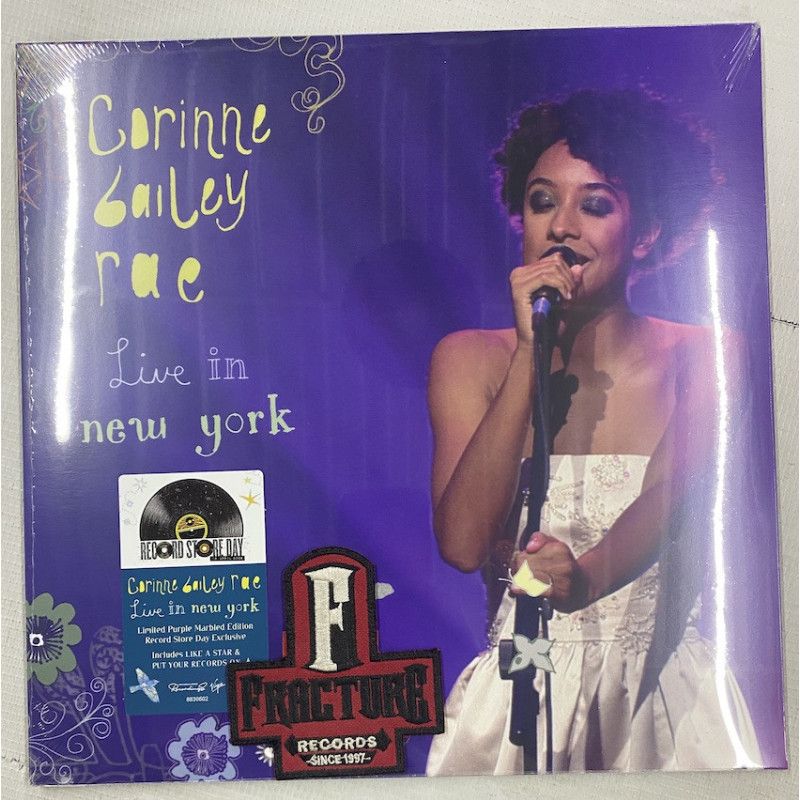 Corinne
bailey
rae
Live in
new york
RECORD STORE DAY
Corinne bailey rae
Live in new york
Limited Purple Marbled Edition
Record Store Day Exclusive
Includes LIKE A STAR &
PUT YOUR RECORDS ON
F
FRACTURE
RECORDS
SINCE 1997